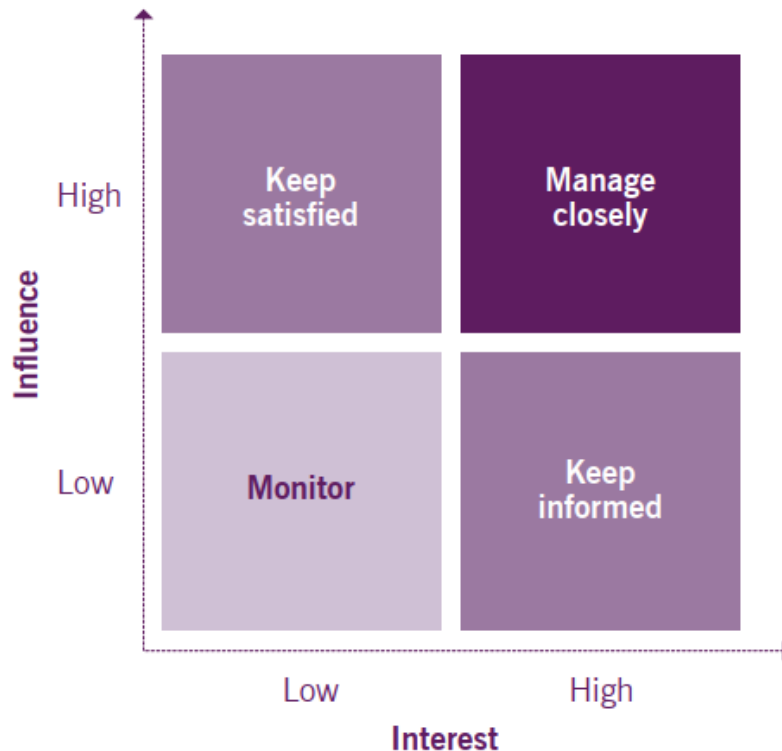 High
Keep
satisfied
Manage
closely
Influence
Low
Monitor
Keep
informed
Low
High
Interest